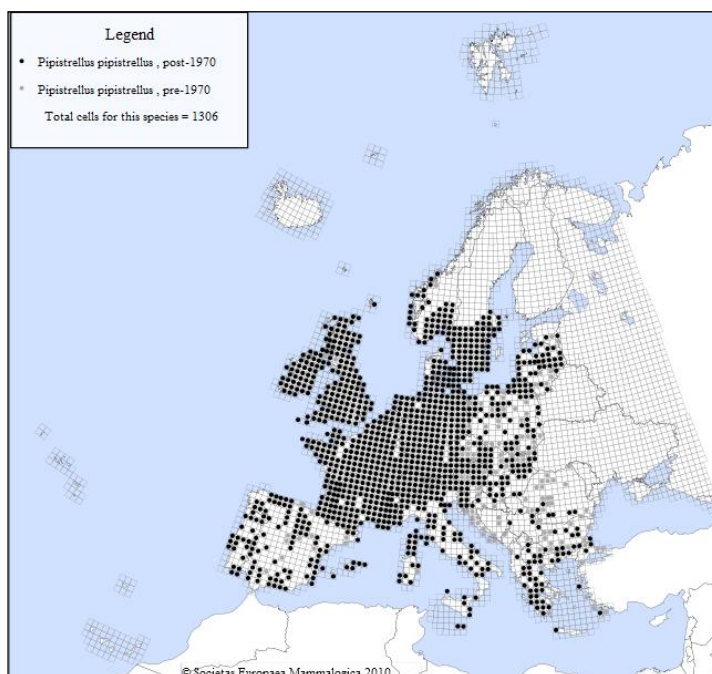 Legend
Pipistrellus pipistrellus , post-1970
Pipistrellus pipistrellus , pre-1970
Total cells for this species = 1306
© Societas Europaea Mammalogica 2010